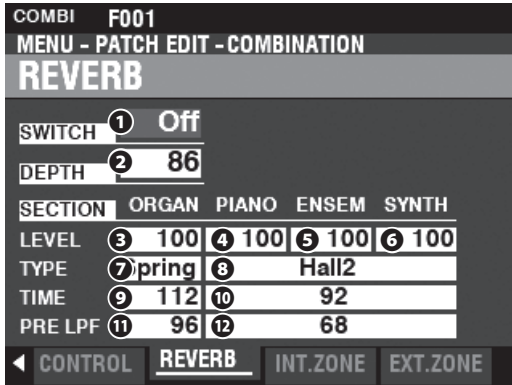 COMBI F001
MENU - PATCH EDIT - COMBINATION
REVERB
SWITCH 1 Off
DEPTH 2 86
SECTION ORGAN PIANO ENSEM SYNTH
LEVEL 3 100 4 100 5 100 6 100
TYPE 7 Spring 8 Hall2
TIME 9 112 10 92
PRE LPF 11 96 12 68
CONTROL REVERB INT.ZONE EXT.ZONE